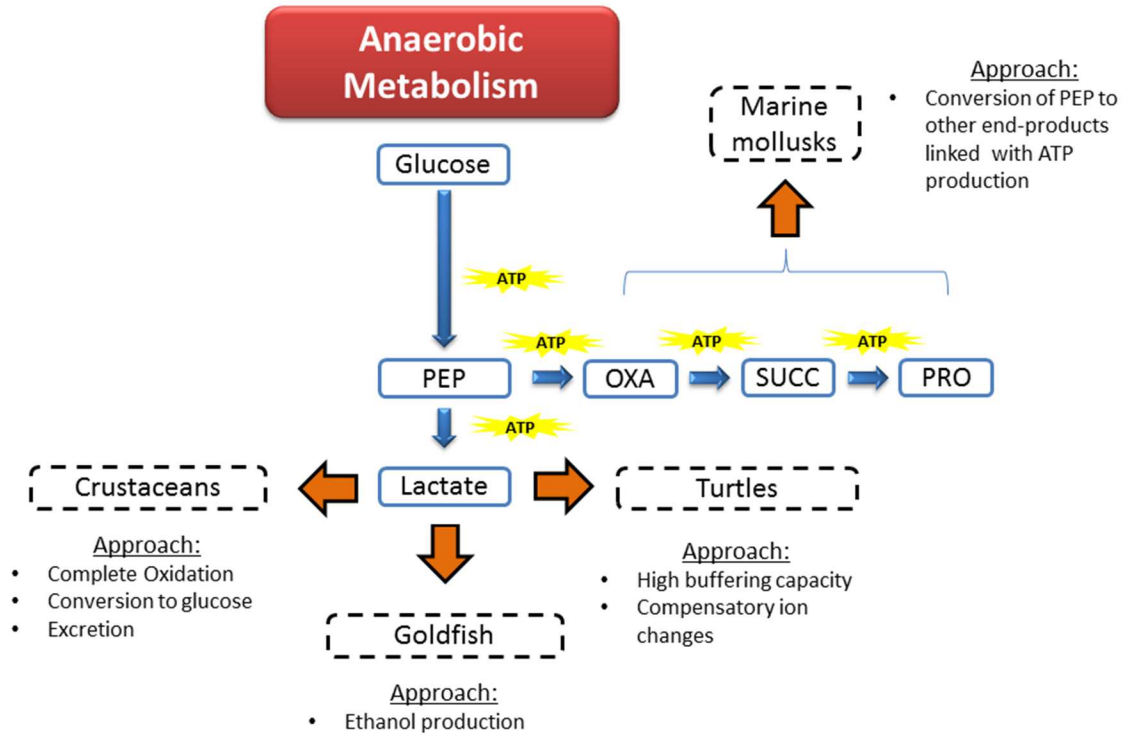 Anaerobic
Metabolism
Glucose
ATP
PEP
ATP
OXA
ATP
SUCC
ATP
PRO
ATP
Lactate
Marine
mollusks
Approach:
• Conversion of PEP to
other end-products
linked with ATP
production
Crustaceans
Approach:
• Complete Oxidation
• Conversion to glucose
• Excretion
Goldfish
Approach:
• Ethanol production
Turtles
Approach:
• High buffering capacity
• Compensatory ion
changes